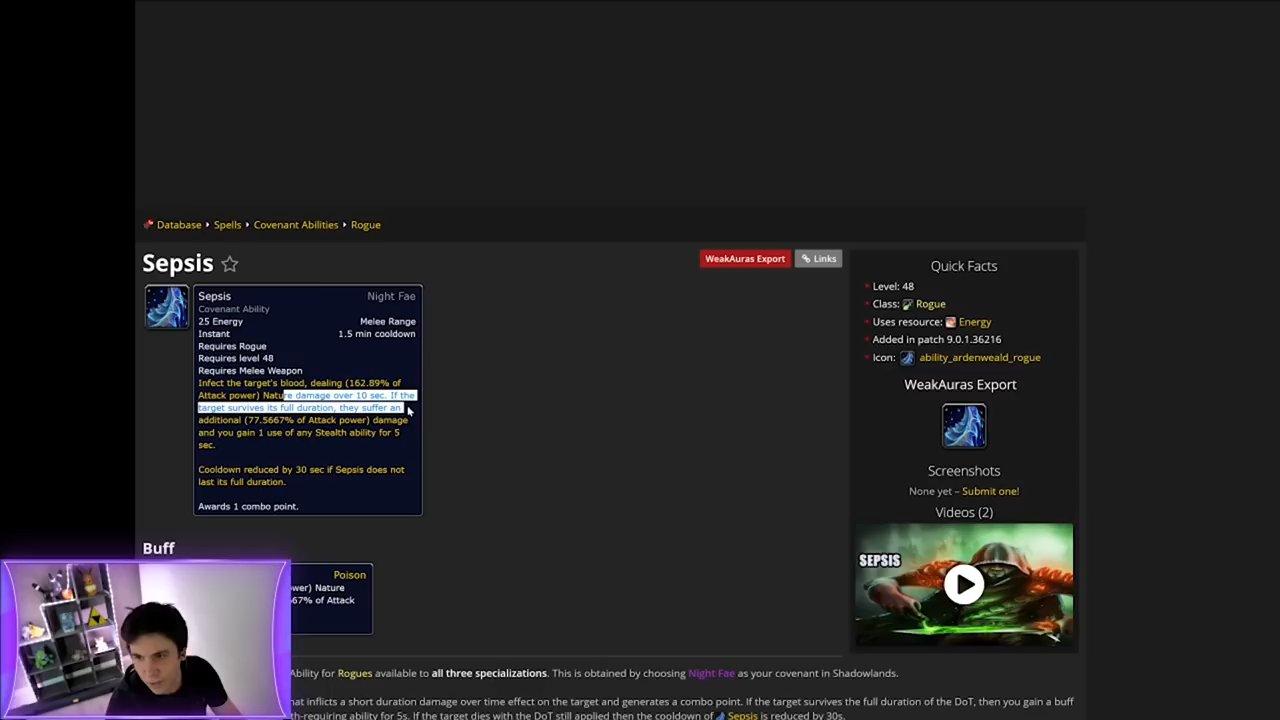 Database ▸ Spells ▸ Covenant Abilities ▸ Rogue
Sepsis
WeakAuras Export
Links
Sepsis Night Fae
Covenant Ability
25 Energy Melee Range
Instant 1.5 min cooldown
Requires Rogue
Requires level 48
Requires Melee Weapon
Infect the target's blood, dealing (162.89% of
Attack power) Nature damage over 10 sec. If the
target survives its full duration, they suffer an
additional (77.5667% of Attack power) damage
and you gain 1 use of any Stealth ability for 5
sec.
Cooldown reduced by 30 sec if Sepsis does not
last its full duration.
Awards 1 combo point.
Buff
Poison
wer) Nature
67% of Attack
Ability for Rogues available to all three specializations. This is obtained by choosing Night Fae as your covenant in Shadowlands.
hat inflicts a short duration damage over time effect on the target and generates a combo point. If the target survives the full duration of the DoT, then you gain a buff
th-requiring ability for 5s. If the target dies with the DoT still applied then the cooldown of Sepsis is reduced by 30s.
Quick Facts
Level: 48
Class: Rogue
Uses resource: Energy
Added in patch 9.0.1.36216
Icon: ability_ardenweald_rogue
WeakAuras Export
Screenshots
None yet – Submit one!
Videos (2)
SEPSIS